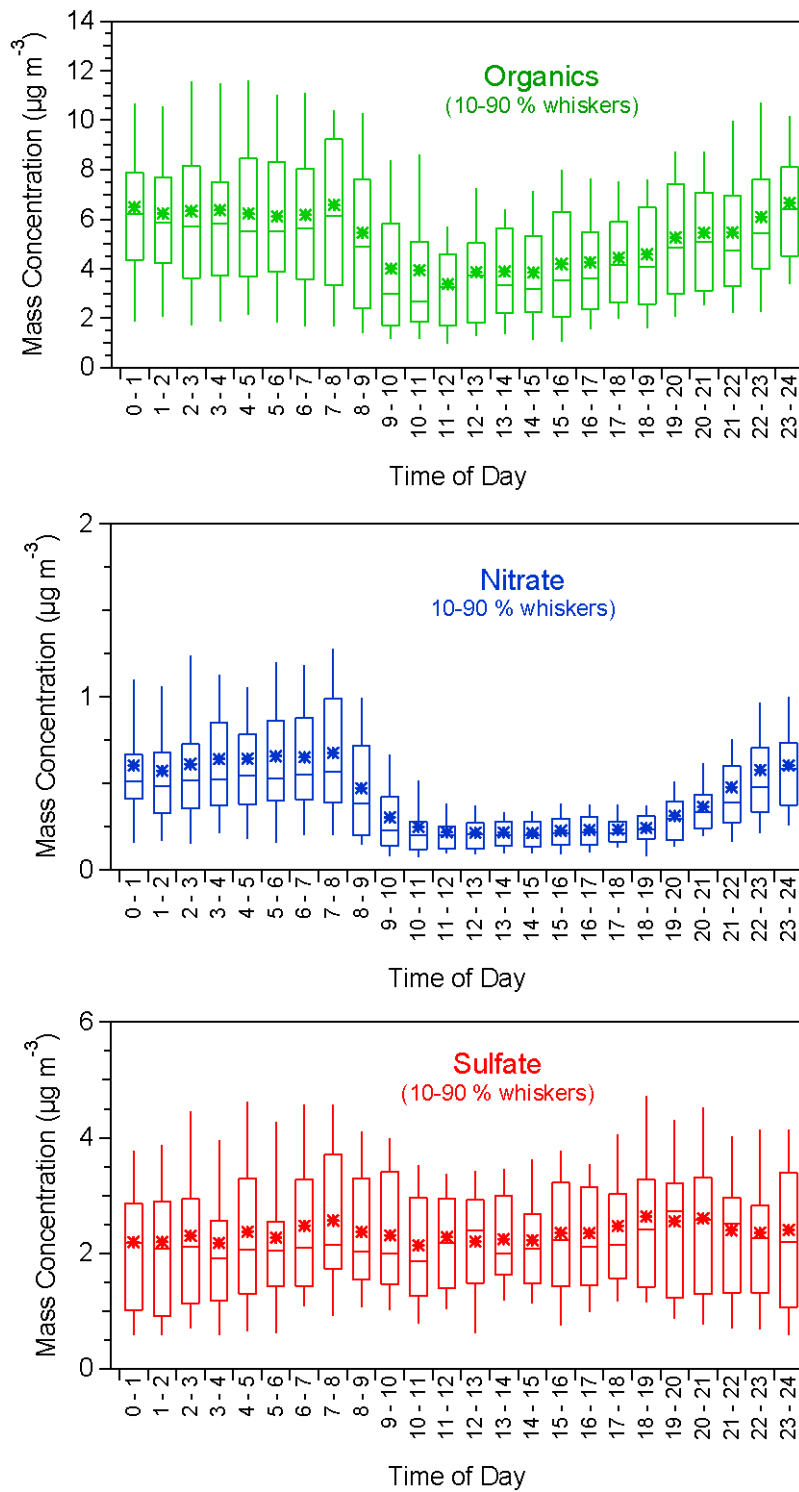 Mass Concentration (µg m⁻³)
14
12
10
8
6
4
2
0
Organics
(10-90 % whiskers)
0 - 1
1 - 2
2 - 3
3 - 4
4 - 5
5 - 6
6 - 7
7 - 8
8 - 9
9 - 10
10 - 11
11 - 12
12 - 13
13 - 14
14 - 15
15 - 16
16 - 17
17 - 18
18 - 19
19 - 20
20 - 21
21 - 22
22 - 23
23 - 24
Time of Day
Mass Concentration (µg m⁻³)
2
1
0
Nitrate
10-90 % whiskers)
0 - 1
1 - 2
2 - 3
3 - 4
4 - 5
5 - 6
6 - 7
7 - 8
8 - 9
9 - 10
10 - 11
11 - 12
12 - 13
13 - 14
14 - 15
15 - 16
16 - 17
17 - 18
18 - 19
19 - 20
20 - 21
21 - 22
22 - 23
23 - 24
Time of Day
Mass Concentration (µg m⁻³)
6
4
2
0
Sulfate
(10-90 % whiskers)
0 - 1
1 - 2
2 - 3
3 - 4
4 - 5
5 - 6
6 - 7
7 - 8
8 - 9
9 - 10
10 - 11
11 - 12
12 - 13
13 - 14
14 - 15
15 - 16
16 - 17
17 - 18
18 - 19
19 - 20
20 - 21
21 - 22
22 - 23
23 - 24
Time of Day